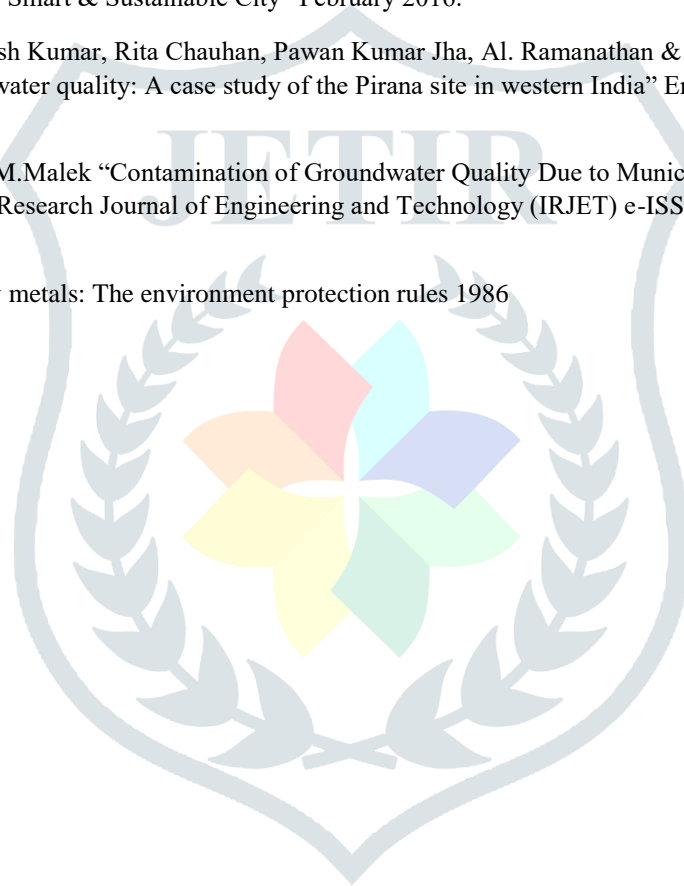 Smart & Sustainable City" February 2016.
sh Kumar, Rita Chauhan, Pawan Kumar Jha, Al. Ramanathan &
water quality: A case study of the Pirana site in western India” En
JETIR
M.Malek “Contamination of Groundwater Quality Due to Munic
Research Journal of Engineering and Technology (IRJET) e-ISS
metals: The environment protection rules 1986